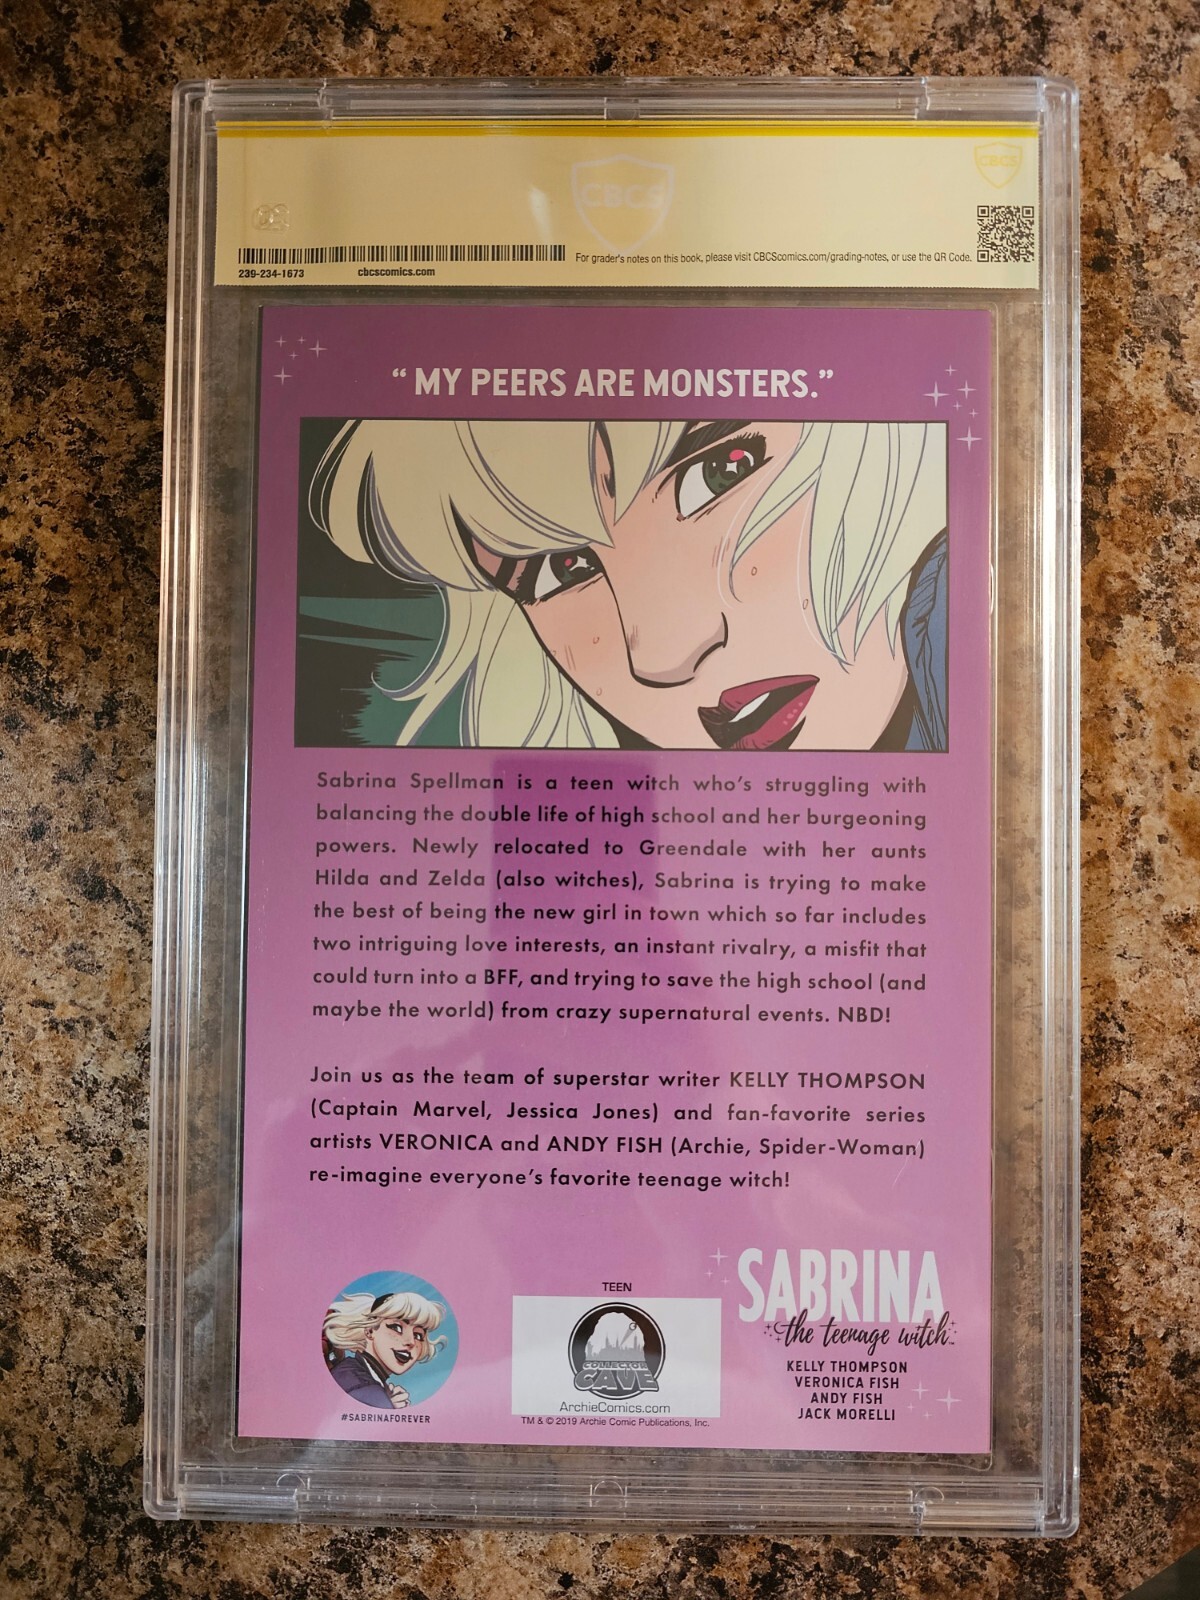 CBCS
CBCS
239-234-1673
cbcscomics.com
For grader's notes on this book, please visit CBCScomics.com/grading-notes, or use the QR Code.
“ MY PEERS ARE MONSTERS.”
Sabrina Spellman is a teen witch who's struggling with
balancing the double life of high school and her burgeoning
powers. Newly relocated to Greendale with her aunts
Hilda and Zelda (also witches), Sabrina is trying to make
the best of being the new girl in town which so far includes
two intriguing love interests, an instant rivalry, a misfit that
could turn into a BFF, and trying to save the high school (and
maybe the world) from crazy supernatural events. NBD!
Join us as the team of superstar writer KELLY THOMPSON
(Captain Marvel, Jessica Jones) and fan-favorite series
artists VERONICA and ANDY FISH (Archie, Spider-Woman)
re-imagine everyone's favorite teenage witch!
#SABRINAFOREVER
TEEN
COLLECTOR
CAVE
ArchieComics.com
TM & © 2019 Archie Comic Publications, Inc.
SABRINA
the teenage witch
KELLY THOMPSON
VERONICA FISH
ANDY FISH
JACK MORELLI